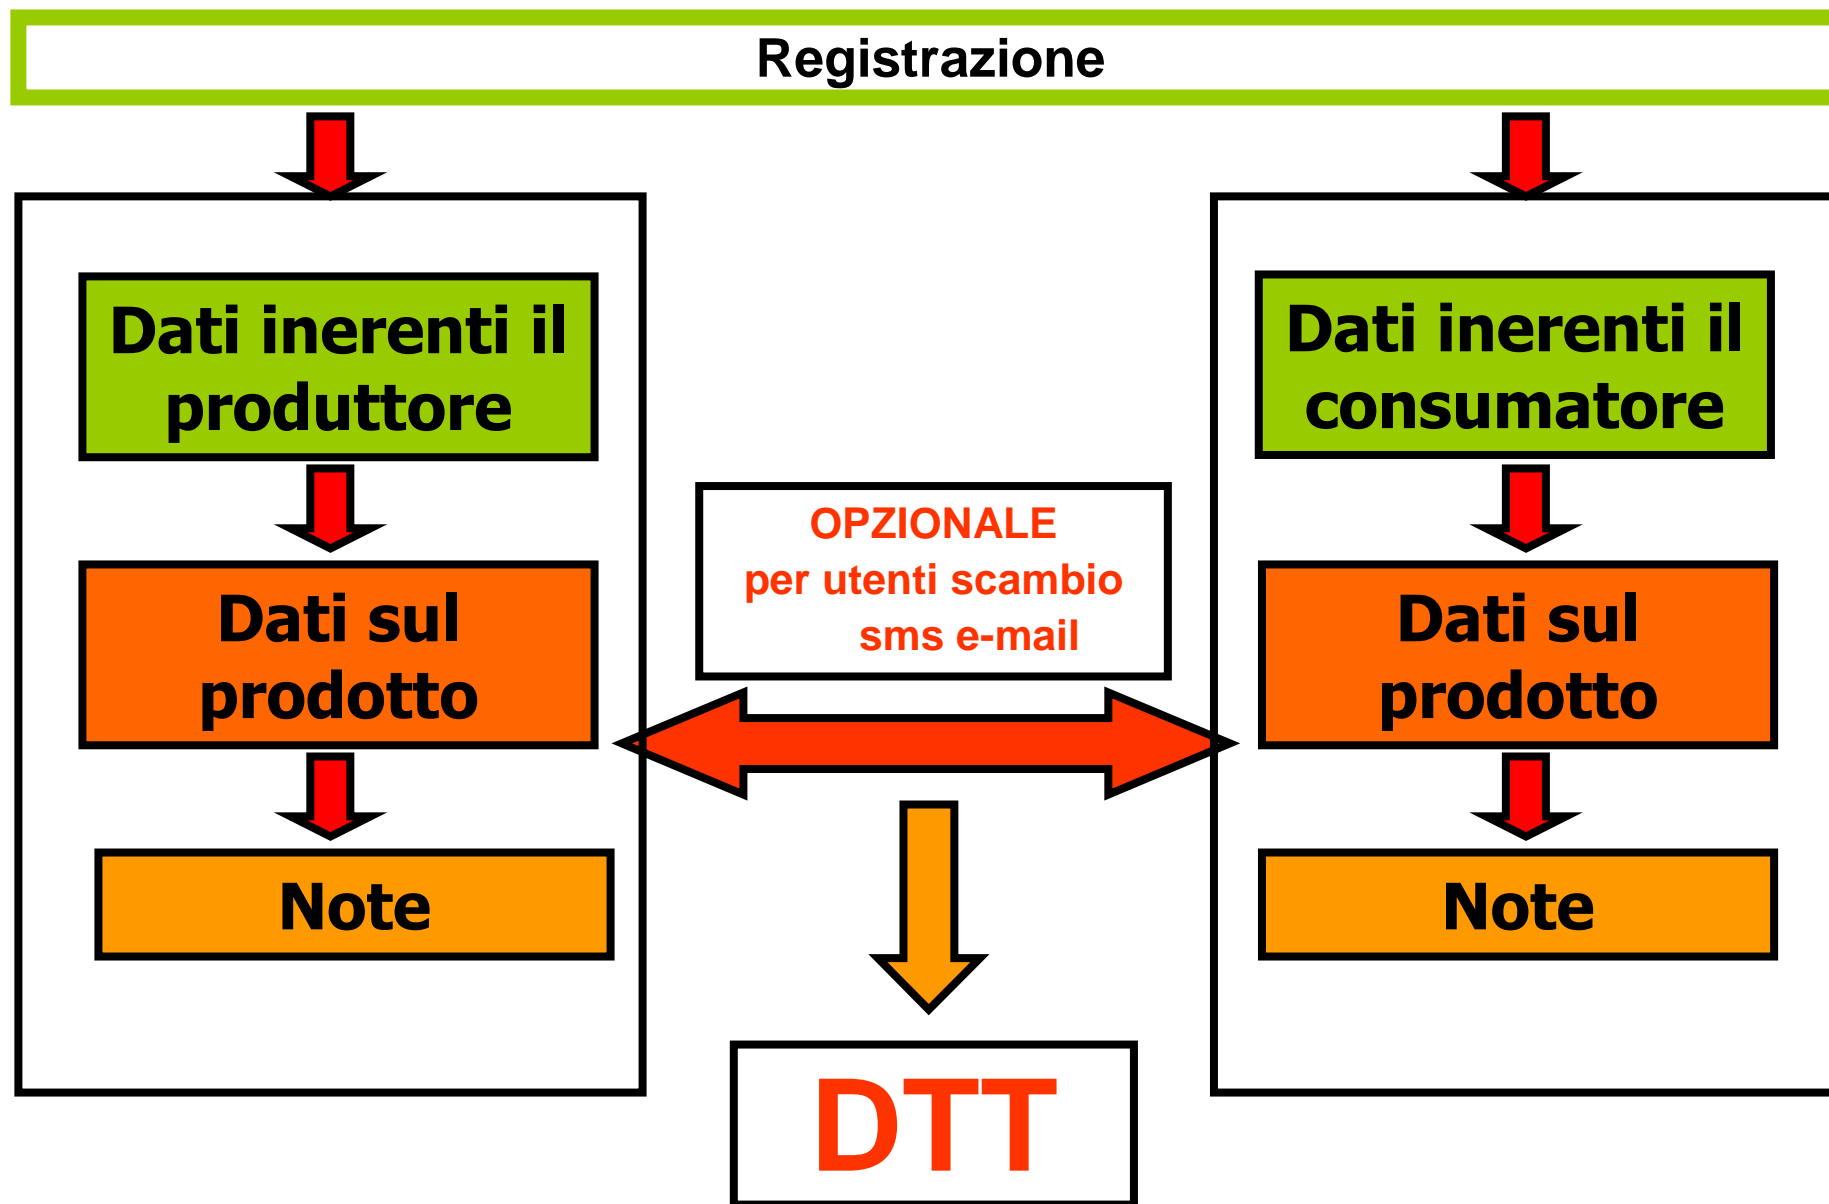 Registrazione
Dati inerenti il
produttore
Dati sul
prodotto
Note
OPZIONALE
per utenti scambio
sms e-mail
DTT
Dati inerenti il
consumatore
Dati sul
prodotto
Note